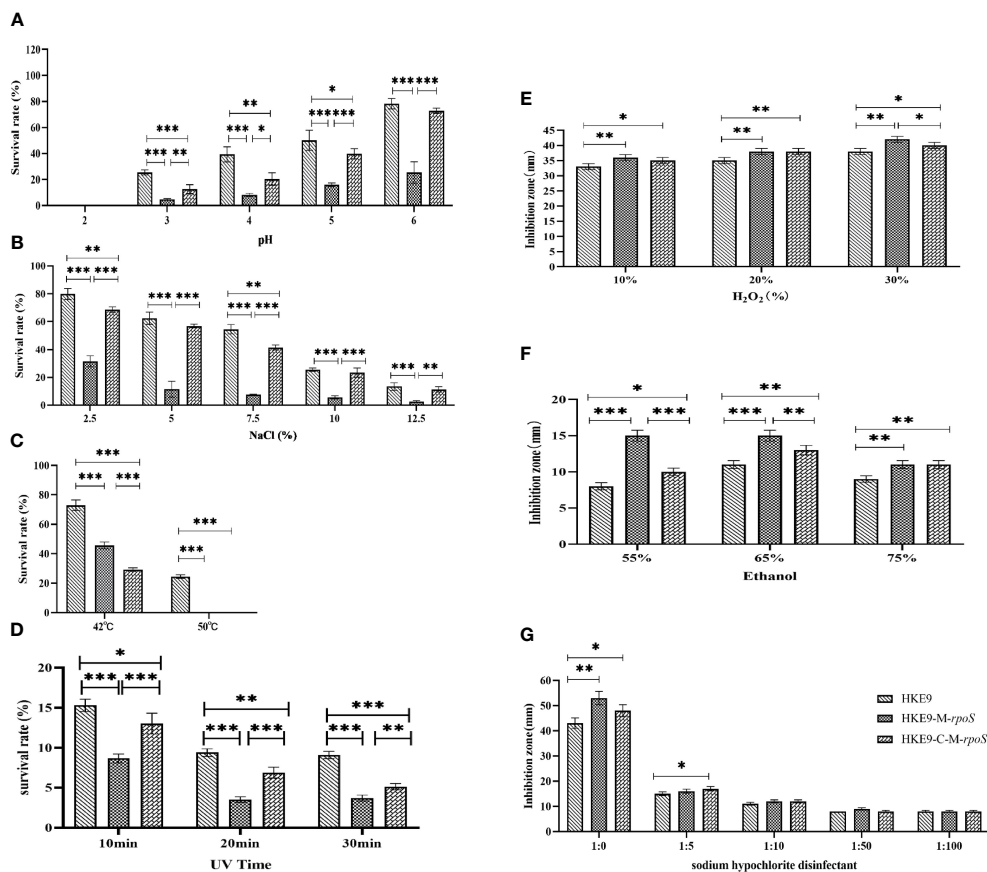 A
Survival rate (%)
120
100
80
60
40
20
0
*** *** **
*** ** *
*** *** *
*** ***
2 3 4 5 6
pH
B
Survival rate (%)
100
80
60
40
20
0
** *** ***
*** ***
** *** ***
*** ***
*** **
2.5 5 7.5 10 12.5
NaCl (%)
C
Survival rate (%)
100
80
60
40
20
0
*** *** ***
*** ***
42℃ 50℃
D
survival rate (%)
20
15
10
5
0
* *** ***
** *** ***
*** *** **
10min 20min 30min
UV Time
E
Inhibition zone(mm)
45
40
35
30
25
20
15
10
5
0
* **
** **
* ** *
10% 20% 30%
H₂O₂(%)
F
Inhibition zone(mm)
20
15
10
5
0
* *** ***
** *** **
** **
55% 65% 75%
Ethanol
G
Inhibition zone(mm)
60
50
40
30
20
10
0
* **
*
1:0 1:5 1:10 1:50 1:100
sodium hypochlorite disinfectant
HKE9
HKE9-M-rpoS
HKE9-C-M-rpoS